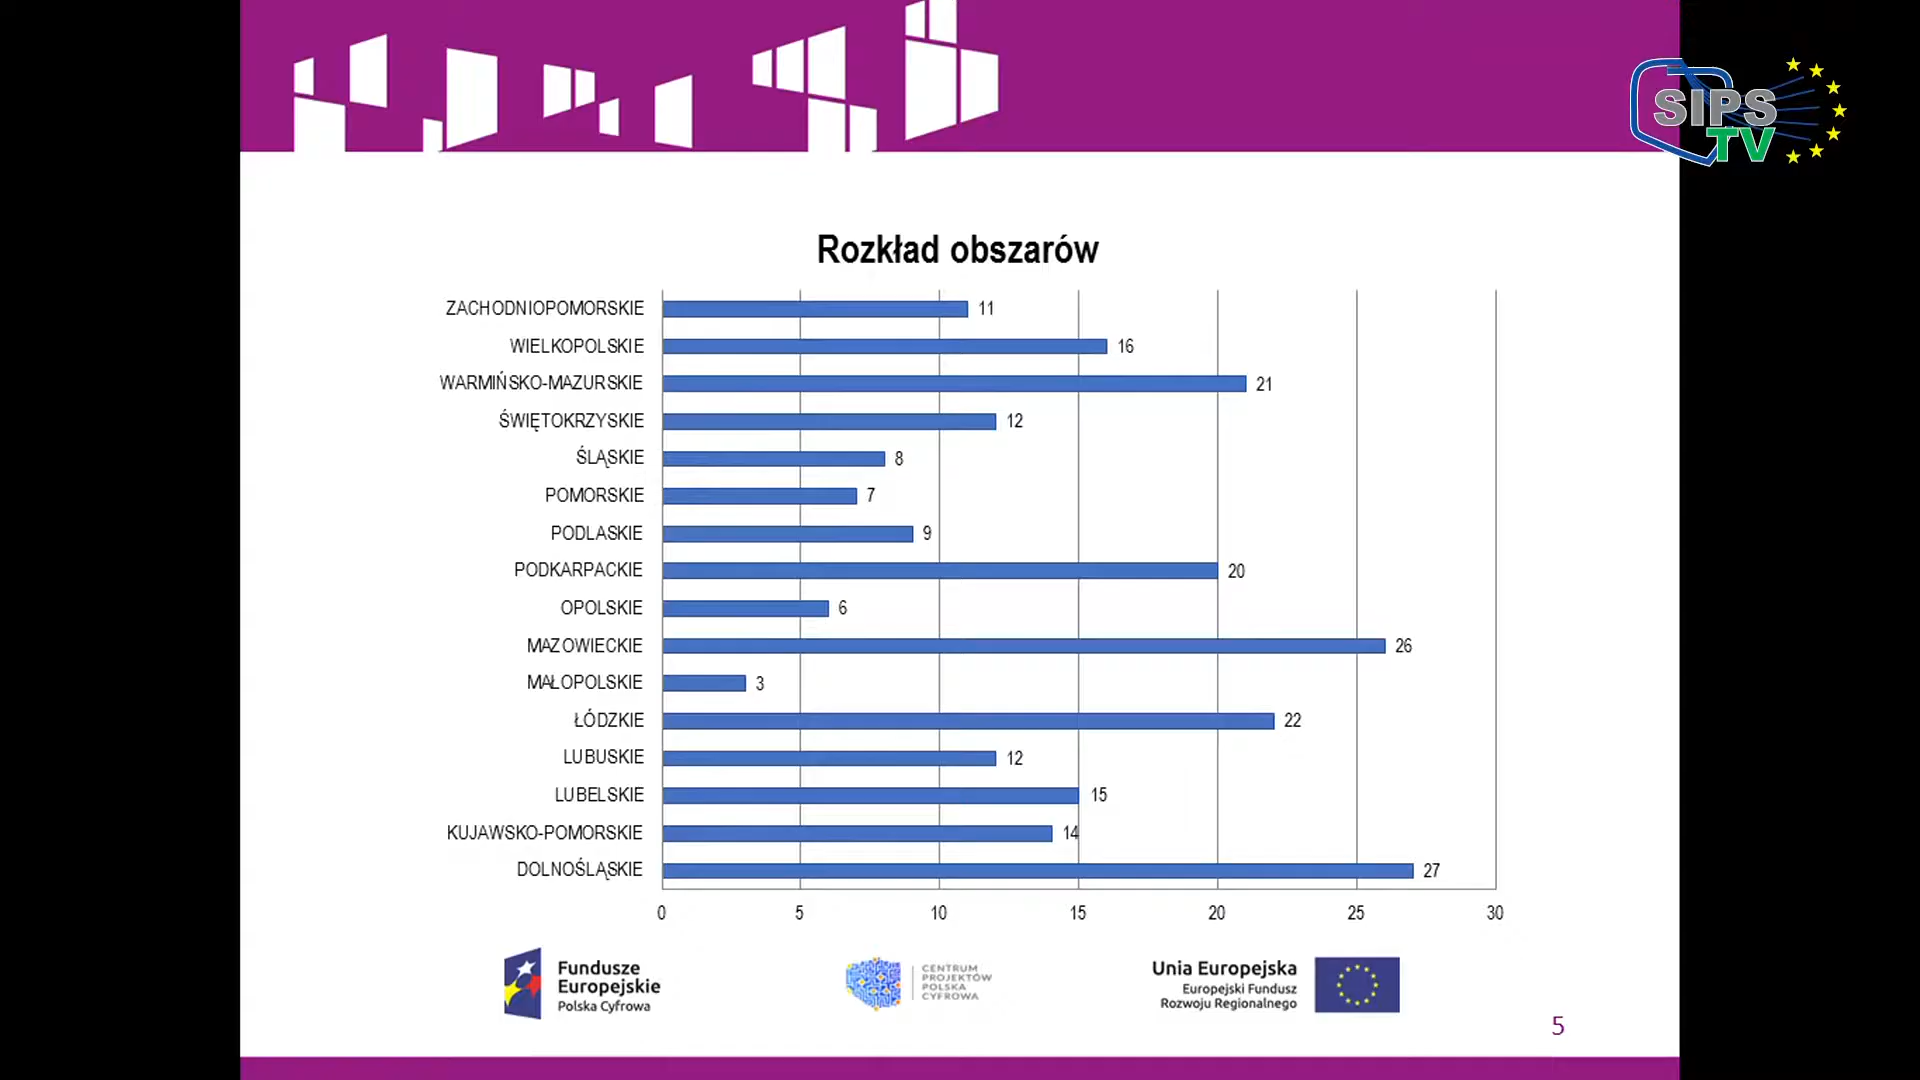 SIPS
TV
Rozkład obszarów
ZACHODNIOPOMORSKIE 11
WIELKOPOLSKIE 16
WARMIŃSKO-MAZURSKIE 21
ŚWIĘTOKRZYSKIE 12
ŚLĄSKIE 8
POMORSKIE 7
PODLASKIE 9
PODKARPACKIE 20
OPOLSKIE 6
MAZOWIECKIE 26
MAŁOPOLSKIE 3
ŁÓDZKIE 22
LUBUSKIE 12
LUBELSKIE 15
KUJAWSKO-POMORSKIE 14
DOLNOŚLĄSKIE 27
0 5 10 15 20 25 30
Fundusze
Europejskie
Polska Cyfrowa
CENTRUM
PROJEKTÓW
POLSKA
CYFROWA
Unia Europejska
Europejski Fundusz
Rozwoju Regionalnego
5